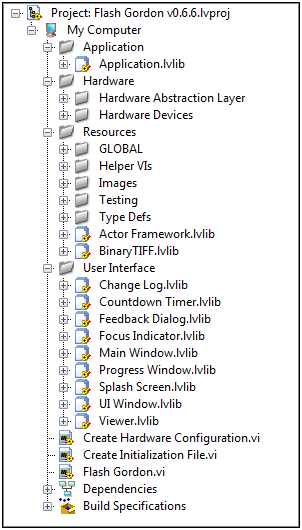 Project: Flash Gordon v0.6.6.lvproj
My Computer
Application
Application.lvlib
Hardware
Hardware Abstraction Layer
Hardware Devices
Resources
GLOBAL
Helper VIs
Images
Testing
Type Defs
Actor Framework.lvlib
BinaryTIFF.lvlib
User Interface
Change Log.lvlib
Countdown Timer.lvlib
Feedback Dialog.lvlib
Focus Indicator.lvlib
Main Window.lvlib
Progress Window.lvlib
Splash Screen.lvlib
UI Window.lvlib
Viewer.lvlib
Create Hardware Configuration.vi
Create Initialization File.vi
Flash Gordon.vi
Dependencies
Build Specifications